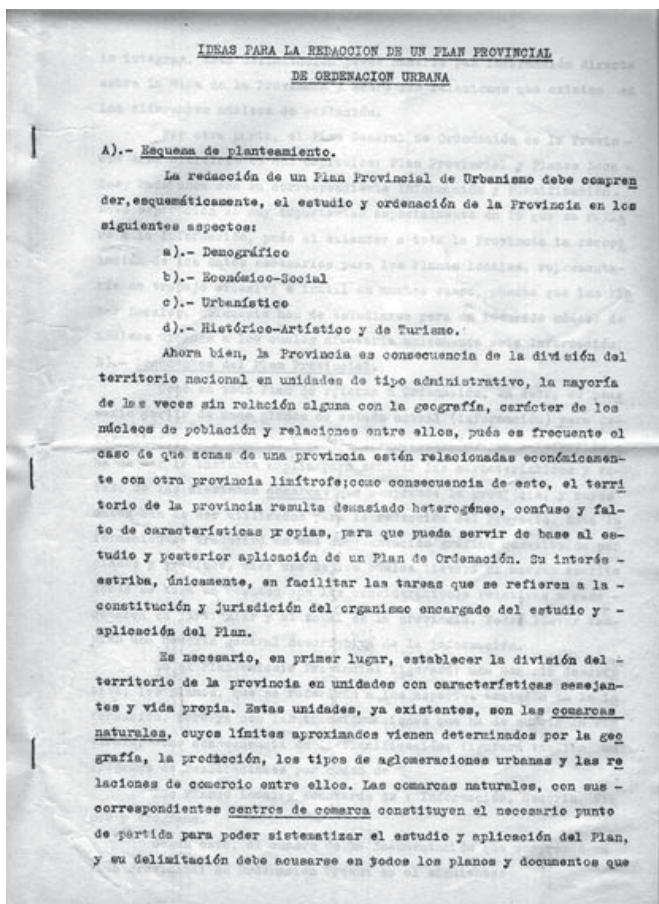 IDEAS PARA LA REDACCION DE UN PLAN PROVINCIAL
DE ORDENACION URBANA
A).- Esquema de planteamiento.
La redacción de un Plan Provincial de Urbanismo debe compren
der,esquemáticamente, el estudio y ordenación de la Provincia en los
siguientes aspectos:
a).- Demográfico
b).- Económico-Social
c).- Urbanístico
d).- Histórico-Artístico y de Turismo.
Ahora bien, la Provincia es consecuencia de la división del
territorio nacional en unidades de tipo administrativo, la mayoría
de las veces sin relación alguna con la geografía, carácter de los
núcleos de población y relaciones entre ellos, pués es frecuente el
caso de que zonas de una provincia estén relacionadas económicamen-
te con otra provincia limítrofe;como consecuencia de esto, el terri
torio de la provincia resulta demasiado heterogéneo, confuso y fal-
to de características propias, para que pueda servir de base al es-
tudio y posterior aplicación de un Plan de Ordenación. Su interés -
estriba, únicamente, en facilitar las tareas que se refieren a la -
constitución y jurisdicción del organismo encargado del estudio y -
aplicación del Plan.
Es necesario, en primer lugar, establecer la división del -
territorio de la provincia en unidades con características semejan-
tes y vida propia. Estas unidades, ya existentes, son las comarcas
naturales, cuyos límites aproximados vienen determinados por la geo
grafía, la producción, los tipos de aglomeraciones urbanas y las re
laciones de comercio entre ellos. Las comarcas naturales, con sus -
correspondientes centros de comarca constituyen el necesario punto
de partida para poder sistematizar el estudio y aplicación del Plan,
y su delimitación debe acusarse en todos los planos y documentos que